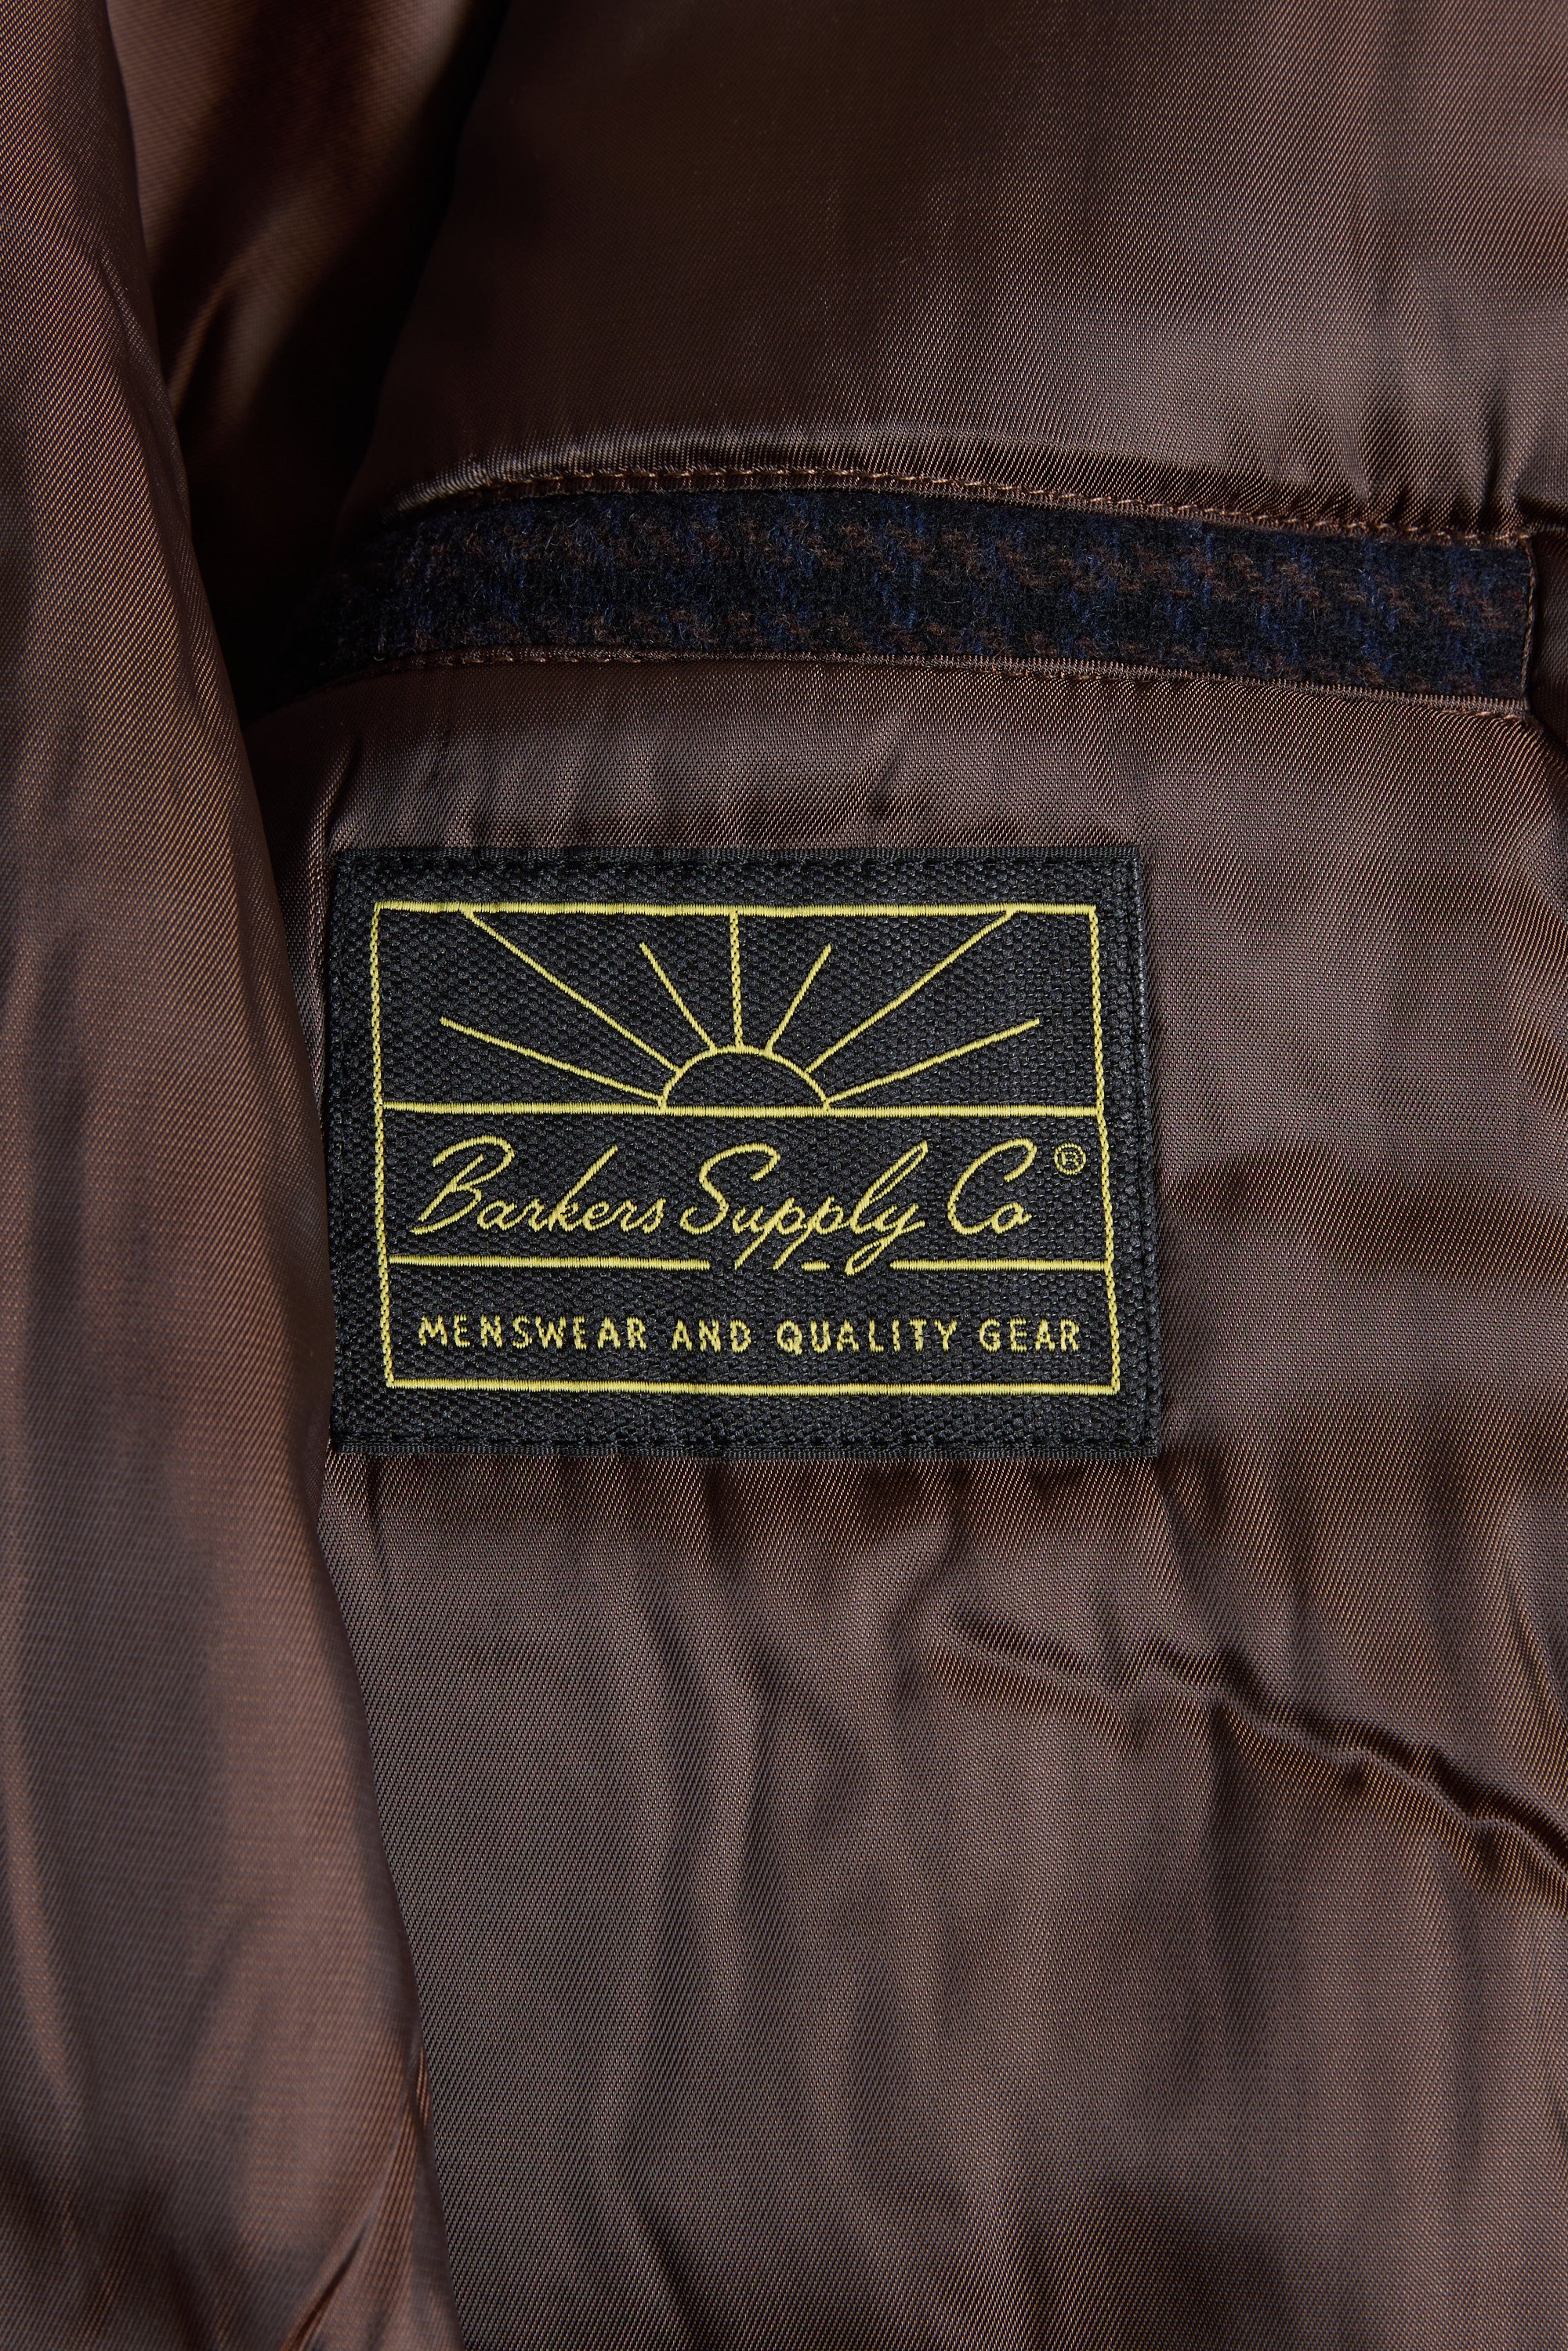 Barkers Supply Co®
MENSWEAR AND QUALITY GEAR